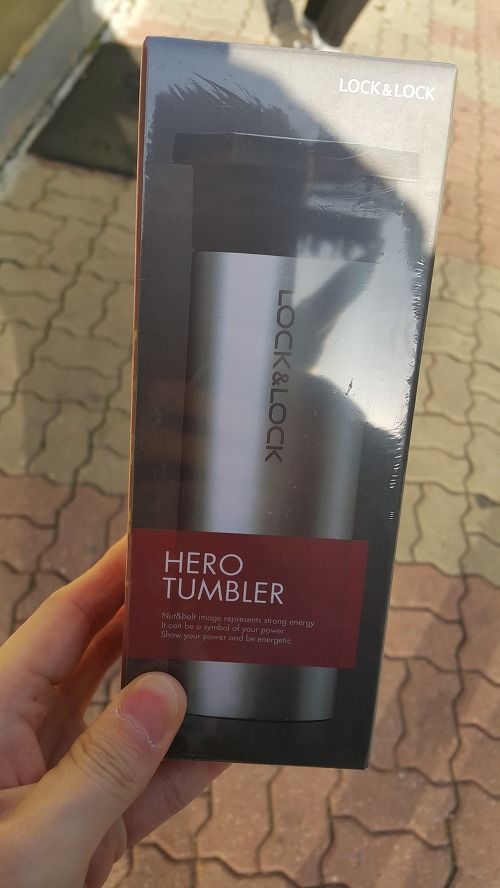 LOCK&LOCK
LOCK&LOCK
HERO
TUMBLER
Nut&bolt image represents strong energy
It can be a symbol of your power.
Show your power and be energetic.